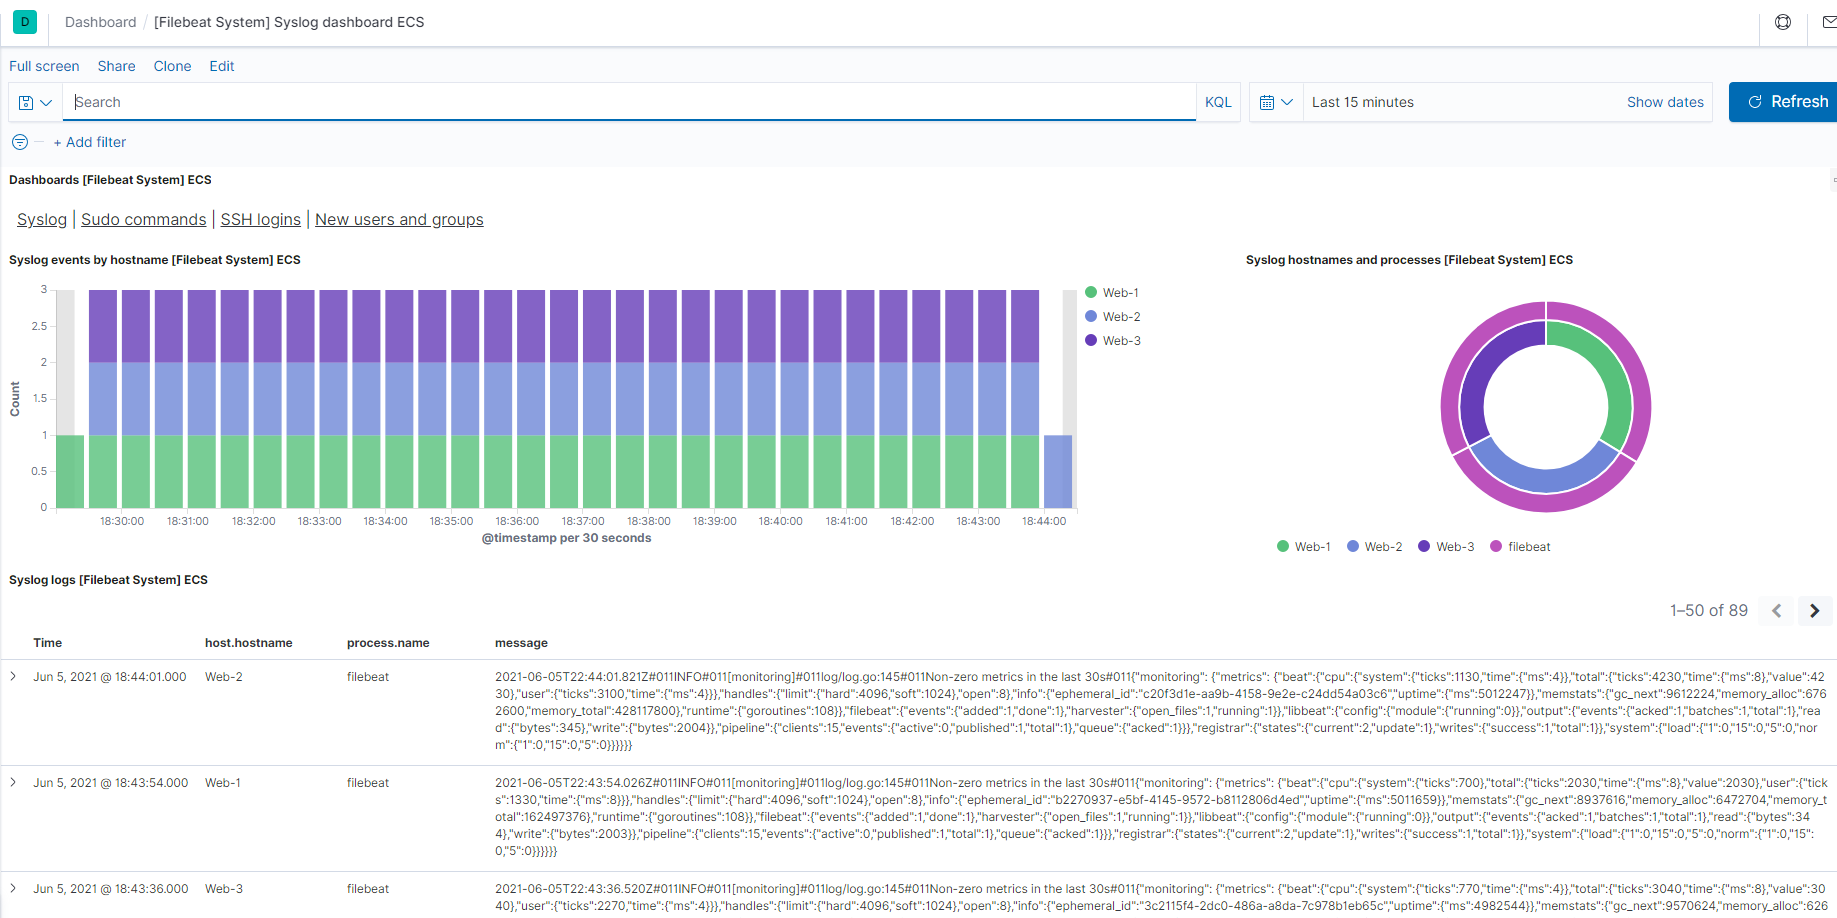 D Dashboard / [Filebeat System] Syslog dashboard ECS
Full screen Share Clone Edit
Search KQL Last 15 minutes Show dates Refresh
+ Add filter
Dashboards [Filebeat System] ECS
Syslog | Sudo commands | SSH logins | New users and groups
Syslog events by hostname [Filebeat System] ECS
3
2.5
2
1.5
1
0.5
0
Count
18:30:00 18:31:00 18:32:00 18:33:00 18:34:00 18:35:00 18:36:00 18:37:00 18:38:00 18:39:00 18:40:00 18:41:00 18:42:00 18:43:00 18:44:00
@timestamp per 30 seconds
Web-1
Web-2
Web-3
Syslog hostnames and processes [Filebeat System] ECS
Web-1 Web-2 Web-3 filebeat
Syslog logs [Filebeat System] ECS
1–50 of 89
Time host.hostname process.name message
Jun 5, 2021 @ 18:44:01.000 Web-2 filebeat 2021-06-05T22:44:01.821Z#011INFO#011[monitoring]#011log/log.go:145#011Non-zero metrics in the last 30s#011{"monitoring": {"metrics": {"beat":{"cpu":{"system":{"ticks":1130,"time":{"ms":4}},"total":{"ticks":4230,"time":{"ms":8},"value":42
30},"user":{"ticks":3100,"time":{"ms":4}}},"handles":{"limit":{"hard":4096,"soft":1024},"open":8},"info":{"ephemeral_id":"c20f3d1e-aa9b-4158-9e2e-c24dd54a03c6","uptime":{"ms":5012247}},"memstats":{"gc_next":9612224,"memory_alloc":676
2600,"memory_total":428117800},"runtime":{"goroutines":108}},"filebeat":{"events":{"added":1,"done":1},"harvester":{"open_files":1,"running":1}},"libbeat":{"config":{"module":{"running":0}},"output":{"events":{"acked":1,"batches":1,"total":1},"rea
d":{"bytes":345},"write":{"bytes":2004}},"pipeline":{"clients":15,"events":{"active":0,"published":1,"total":1},"queue":{"acked":1}}},"registrar":{"states":{"current":2,"update":1},"writes":{"success":1,"total":1}},"system":{"load":{"1":0,"15":0,"5":0,"nor
m":{"1":0,"15":0,"5":0}}}}}}
Jun 5, 2021 @ 18:43:54.000 Web-1 filebeat 2021-06-05T22:43:54.026Z#011INFO#011[monitoring]#011log/log.go:145#011Non-zero metrics in the last 30s#011{"monitoring": {"metrics": {"beat":{"cpu":{"system":{"ticks":700},"total":{"ticks":2030,"time":{"ms":8},"value":2030},"user":{"tick
s":1330,"time":{"ms":8}}},"handles":{"limit":{"hard":4096,"soft":1024},"open":8},"info":{"ephemeral_id":"b2270937-e5bf-4145-9572-b8112806d4ed","uptime":{"ms":5011659}},"memstats":{"gc_next":8937616,"memory_alloc":6472704,"memory_t
otal":162497376},"runtime":{"goroutines":108}},"filebeat":{"events":{"added":1,"done":1},"harvester":{"open_files":1,"running":1}},"libbeat":{"config":{"module":{"running":0}},"output":{"events":{"acked":1,"batches":1,"total":1},"read":{"bytes":34
4},"write":{"bytes":2003}},"pipeline":{"clients":15,"events":{"active":0,"published":1,"total":1},"queue":{"acked":1}}},"registrar":{"states":{"current":2,"update":1},"writes":{"success":1,"total":1}},"system":{"load":{"1":0,"15":0,"5":0,"norm":{"1":0,"15":
0,"5":0}}}}}}
Jun 5, 2021 @ 18:43:36.000 Web-3 filebeat 2021-06-05T22:43:36.520Z#011INFO#011[monitoring]#011log/log.go:145#011Non-zero metrics in the last 30s#011{"monitoring": {"metrics": {"beat":{"cpu":{"system":{"ticks":770,"time":{"ms":4}},"total":{"ticks":3040,"time":{"ms":8},"value":30
40},"user":{"ticks":2270,"time":{"ms":4}}},"handles":{"limit":{"hard":4096,"soft":1024},"open":8},"info":{"ephemeral_id":"3c2115f4-2dc0-486a-a8da-7c978b1eb65c","uptime":{"ms":4982544}},"memstats":{"gc_next":9570624,"memory_alloc":626